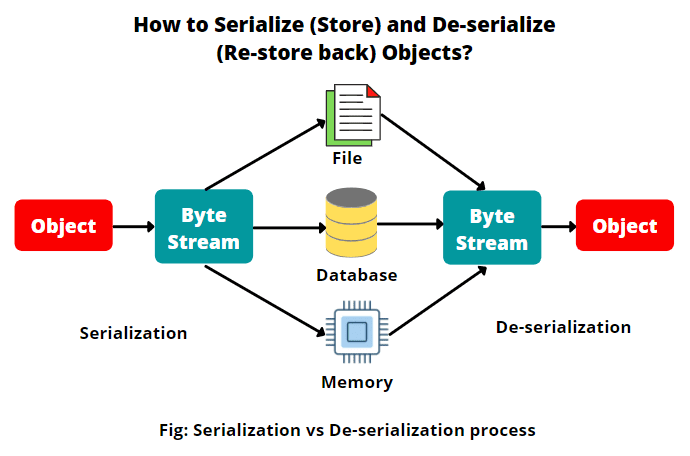 How to Serialize (Store) and De-serialize
(Re-store back) Objects?
File
Object
Byte
Stream
Database
Byte
Stream
Object
Serialization
De-serialization
Memory
Fig: Serialization vs De-serialization process